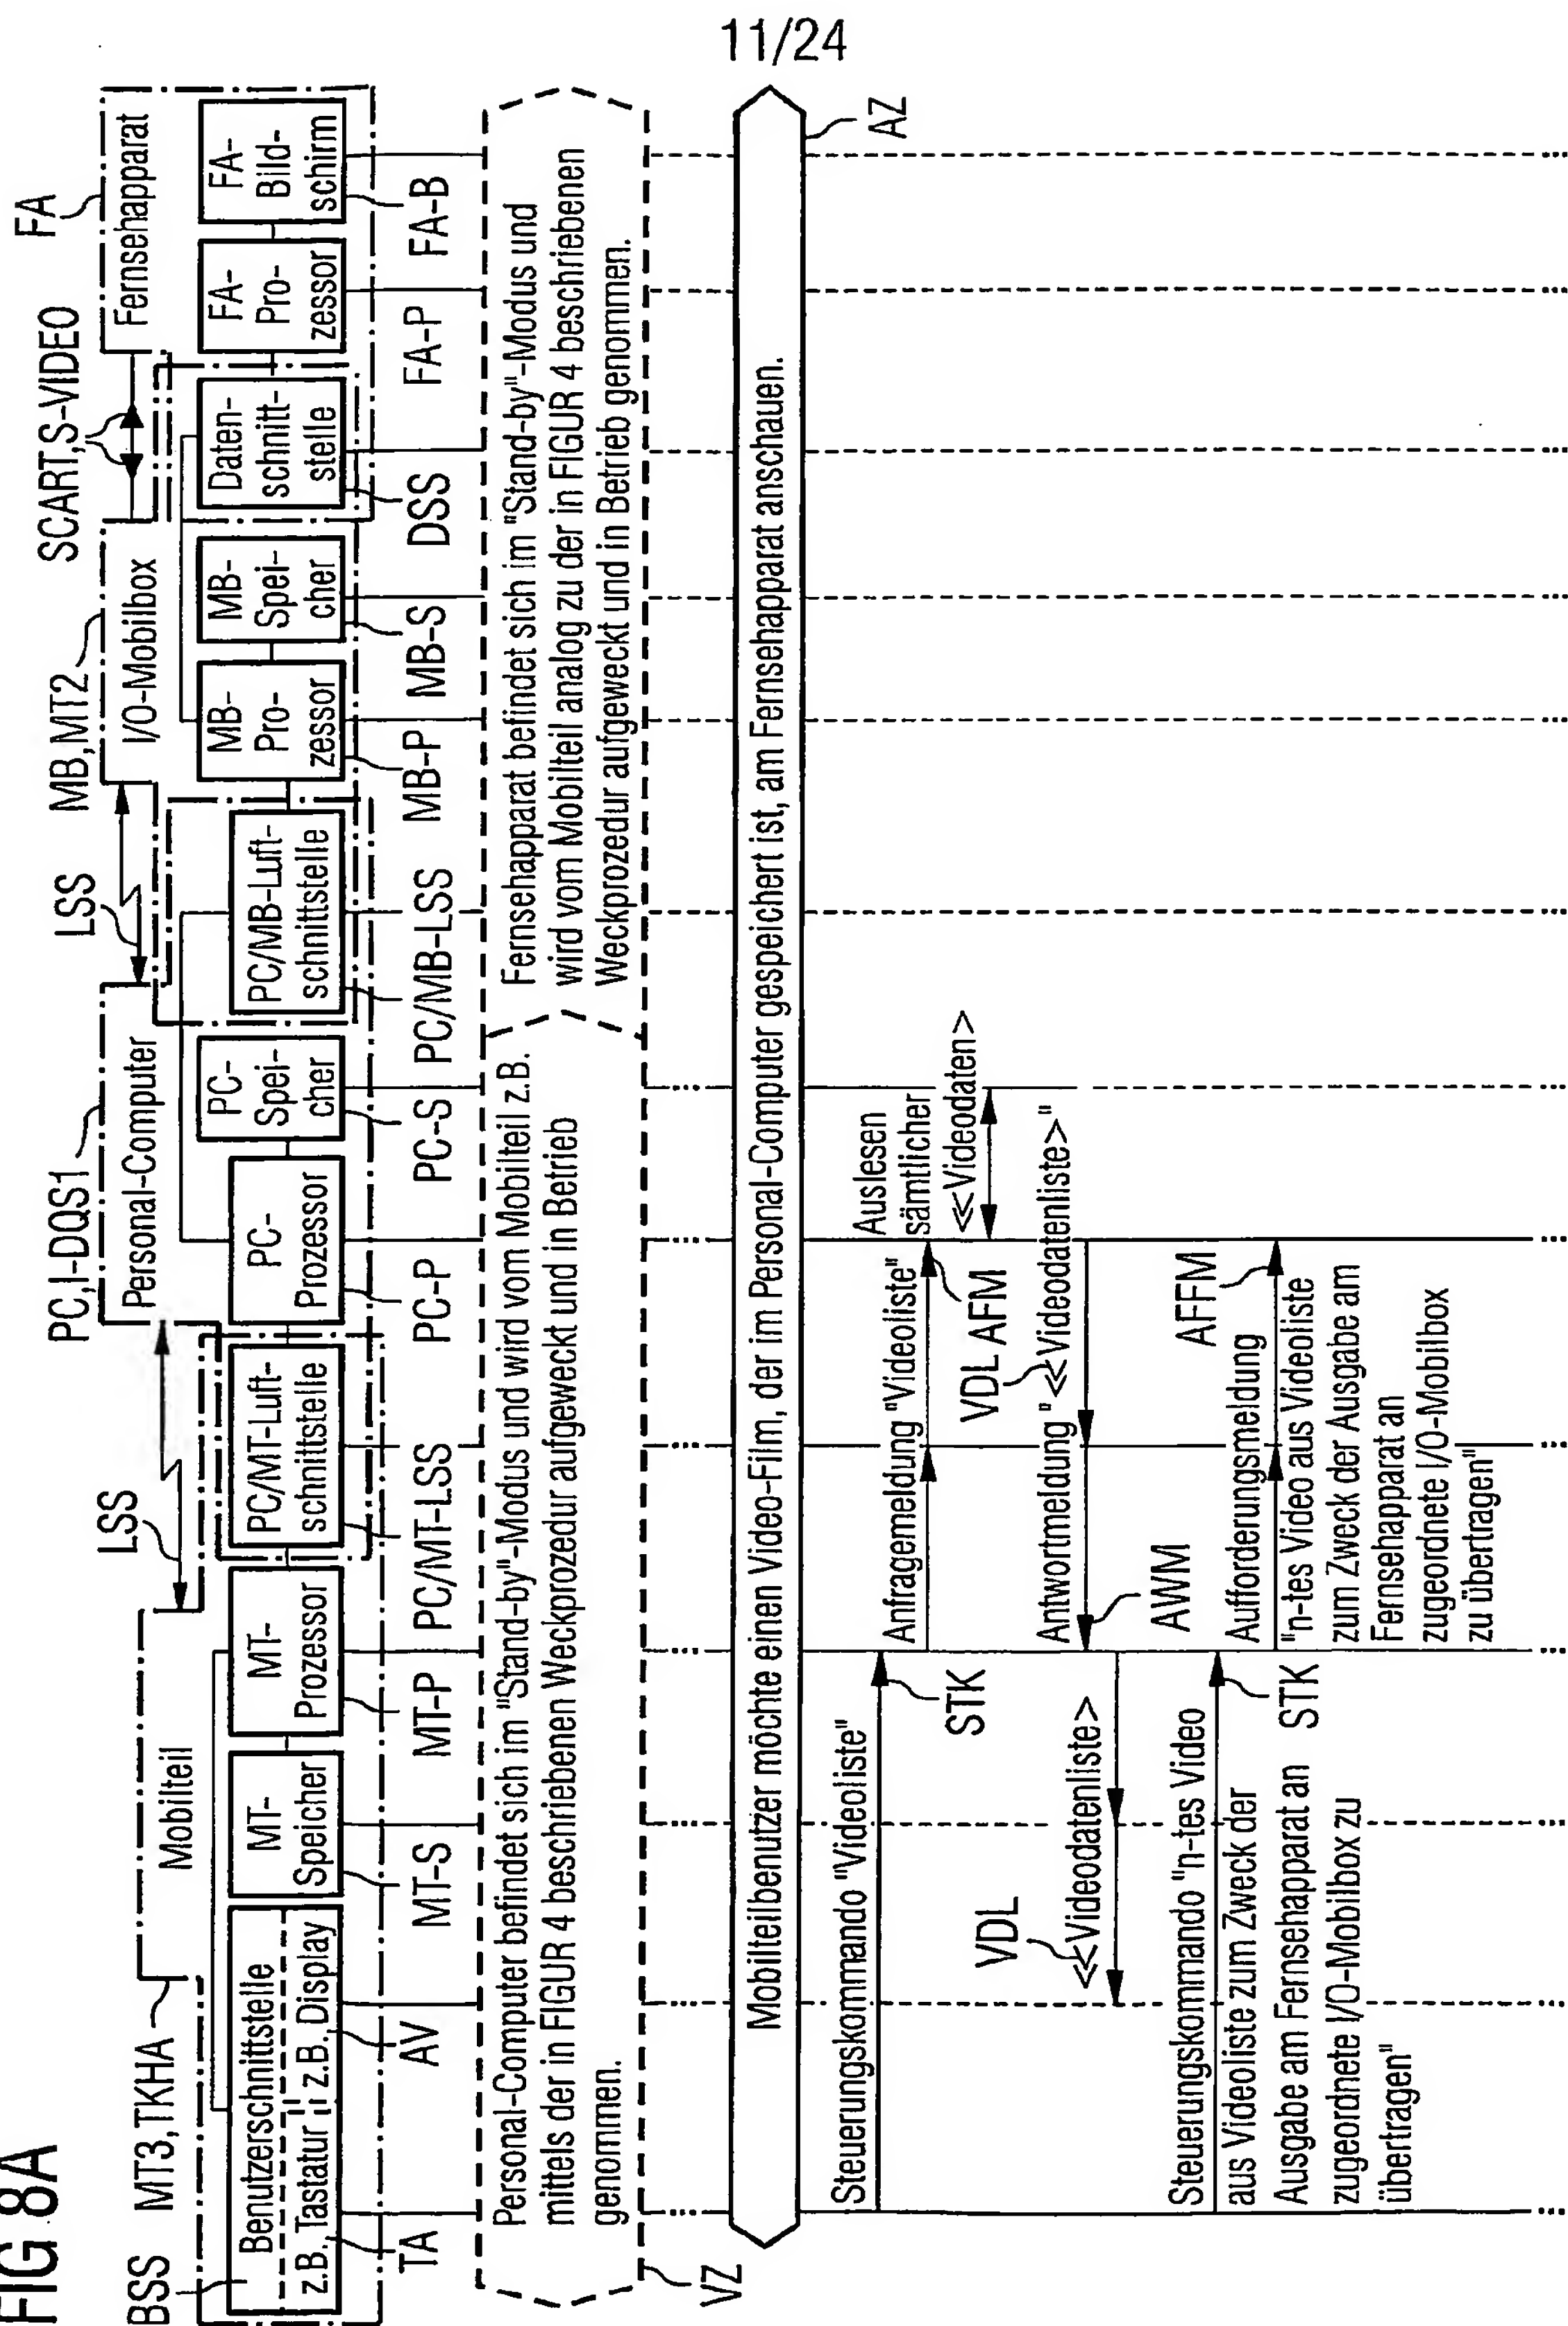 11/24
FIG 8A
BSS
MT3,TKHA
Mobilteil
LSS
PC,I-DQS1
Personal-Computer
LSS
MB,MT2
I/O-Mobilbox
SCART,S-VIDEO
FA
Fernsehapparat
Benutzerschnittstelle
z.B. Tastatur
z.B. Display
MT-
Speicher
MT-
Prozessor
PC/MT-Luft-
schnittstelle
PC-
Prozessor
PC-
Spei-
cher
PC/MB-Luft-
schnittstelle
MB-
Pro-
zessor
MB-
Spei-
cher
Daten-
schnitt-
stelle
FA-
Pro-
zessor
FA-
Bild-
schirm
TA
AV
MT-S
MT-P
PC/MT-LSS
PC-P
PC-S
PC/MB-LSS
MB-P
MB-S
DSS
FA-P
FA-B
Personal-Computer befindet sich im "Stand-by"-Modus und wird vom Mobilteil z.B.
mittels der in FIGUR 4 beschriebenen Weckprozedur aufgeweckt und in Betrieb
genommen.
Fernsehapparat befindet sich im "Stand-by"-Modus und
wird vom Mobilteil analog zu der in FIGUR 4 beschriebenen
Weckprozedur aufgeweckt und in Betrieb genommen.
VZ
Mobilteilbenutzer möchte einen Video-Film, der im Personal-Computer gespeichert ist, am Fernsehapparat anschauen.
AZ
Steuerungskommando "Videoliste"
STK
Anfragemeldung "Videoliste"
AFM
Auslesen
sämtlicher
<<Videodaten>
VDL
Antwortmeldung "<<Videodatenliste>"
AWM
VDL
<<Videodatenliste>
Steuerungskommando "n-tes Video
aus Videoliste zum Zweck der
Ausgabe am Fernsehapparat an
zugeordnete I/O-Mobilbox zu
übertragen"
STK
Aufforderungsmeldung
"n-tes Video aus Videoliste
zum Zweck der Ausgabe am
Fernsehapparat an
zugeordnete I/O-Mobilbox
zu übertragen"
AFFM